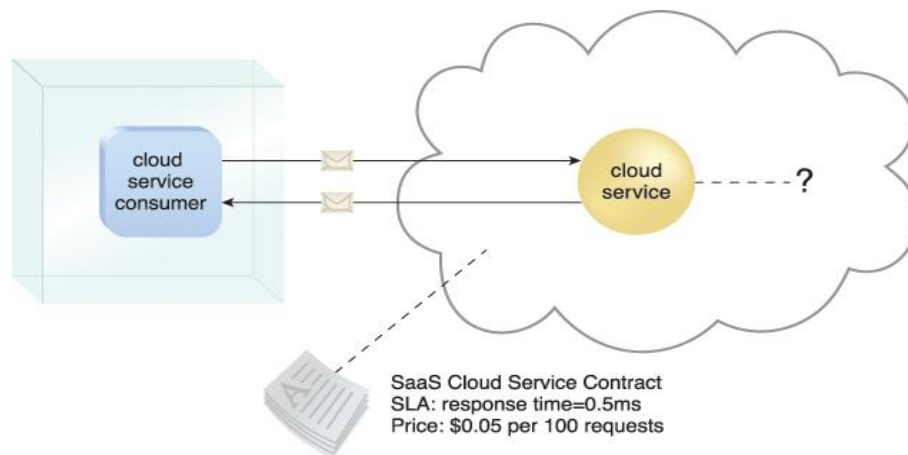 cloud
service
consumer
cloud
service
?
A
SaaS Cloud Service Contract
SLA: response time=0.5ms
Price: $0.05 per 100 requests